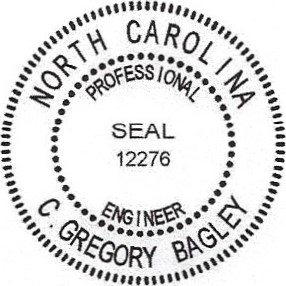 NORTH CAROLINA
PROFESSIONAL
SEAL
12276
ENGINEER
C. GREGORY BAGLEY